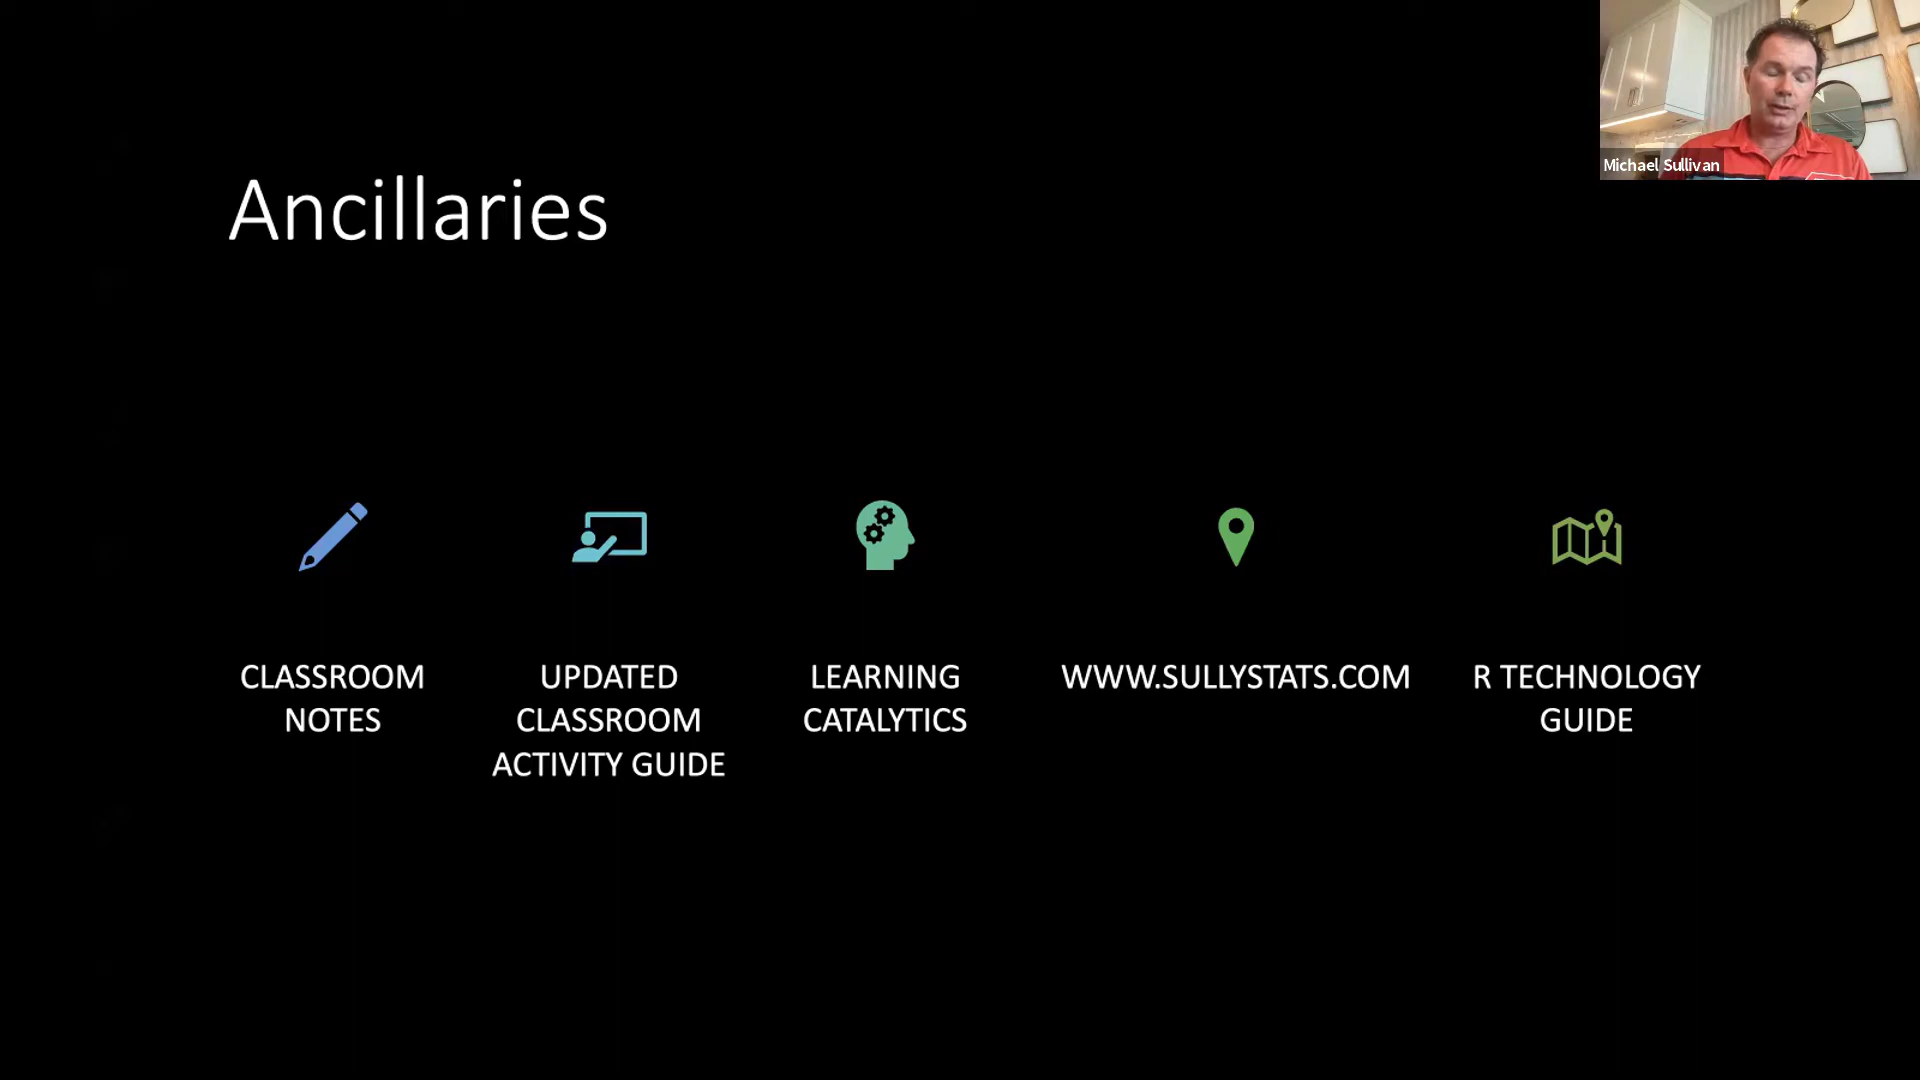 Michael Sullivan
Ancillaries
CLASSROOM
NOTES
UPDATED
CLASSROOM
ACTIVITY GUIDE
LEARNING
CATALYTICS
WWW.SULLYSTATS.COM
R TECHNOLOGY
GUIDE